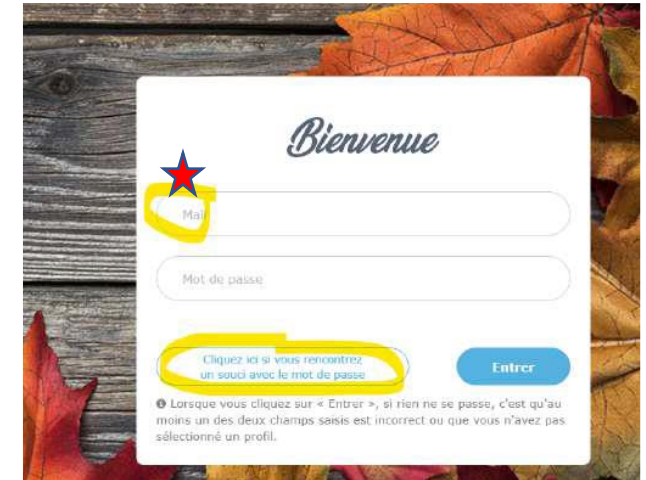 Bienvenue
Mail
Mot de passe
Cliquez ici si vous rencontrez
un souci avec le mot de passe
Entrer
Lorsque vous cliquez sur « Entrer », si rien ne se passe, c'est qu'au
moins un des deux champs saisis est incorrect ou que vous n'avez pas
sélectionné un profil.